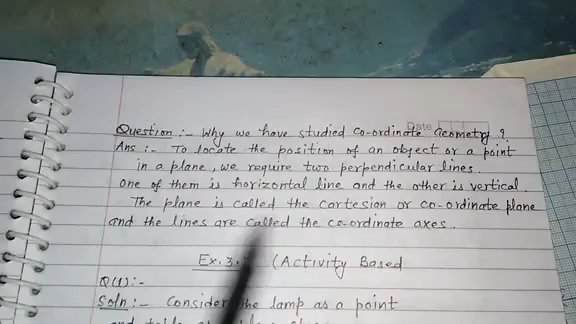 Date
Question :- Why we have studied co-ordinate Geometry ?
Ans :- To locate the position of an object or a point
in a plane, we require two perpendicular lines.
One of them is horizontal line and the other is vertical.
The plane is called the cartesion or co-ordinate plane
and the lines are called the co-ordinate axes.
Ex. 3. (Activity Based
Q(1):-
Soln :- Consider the lamp as a point